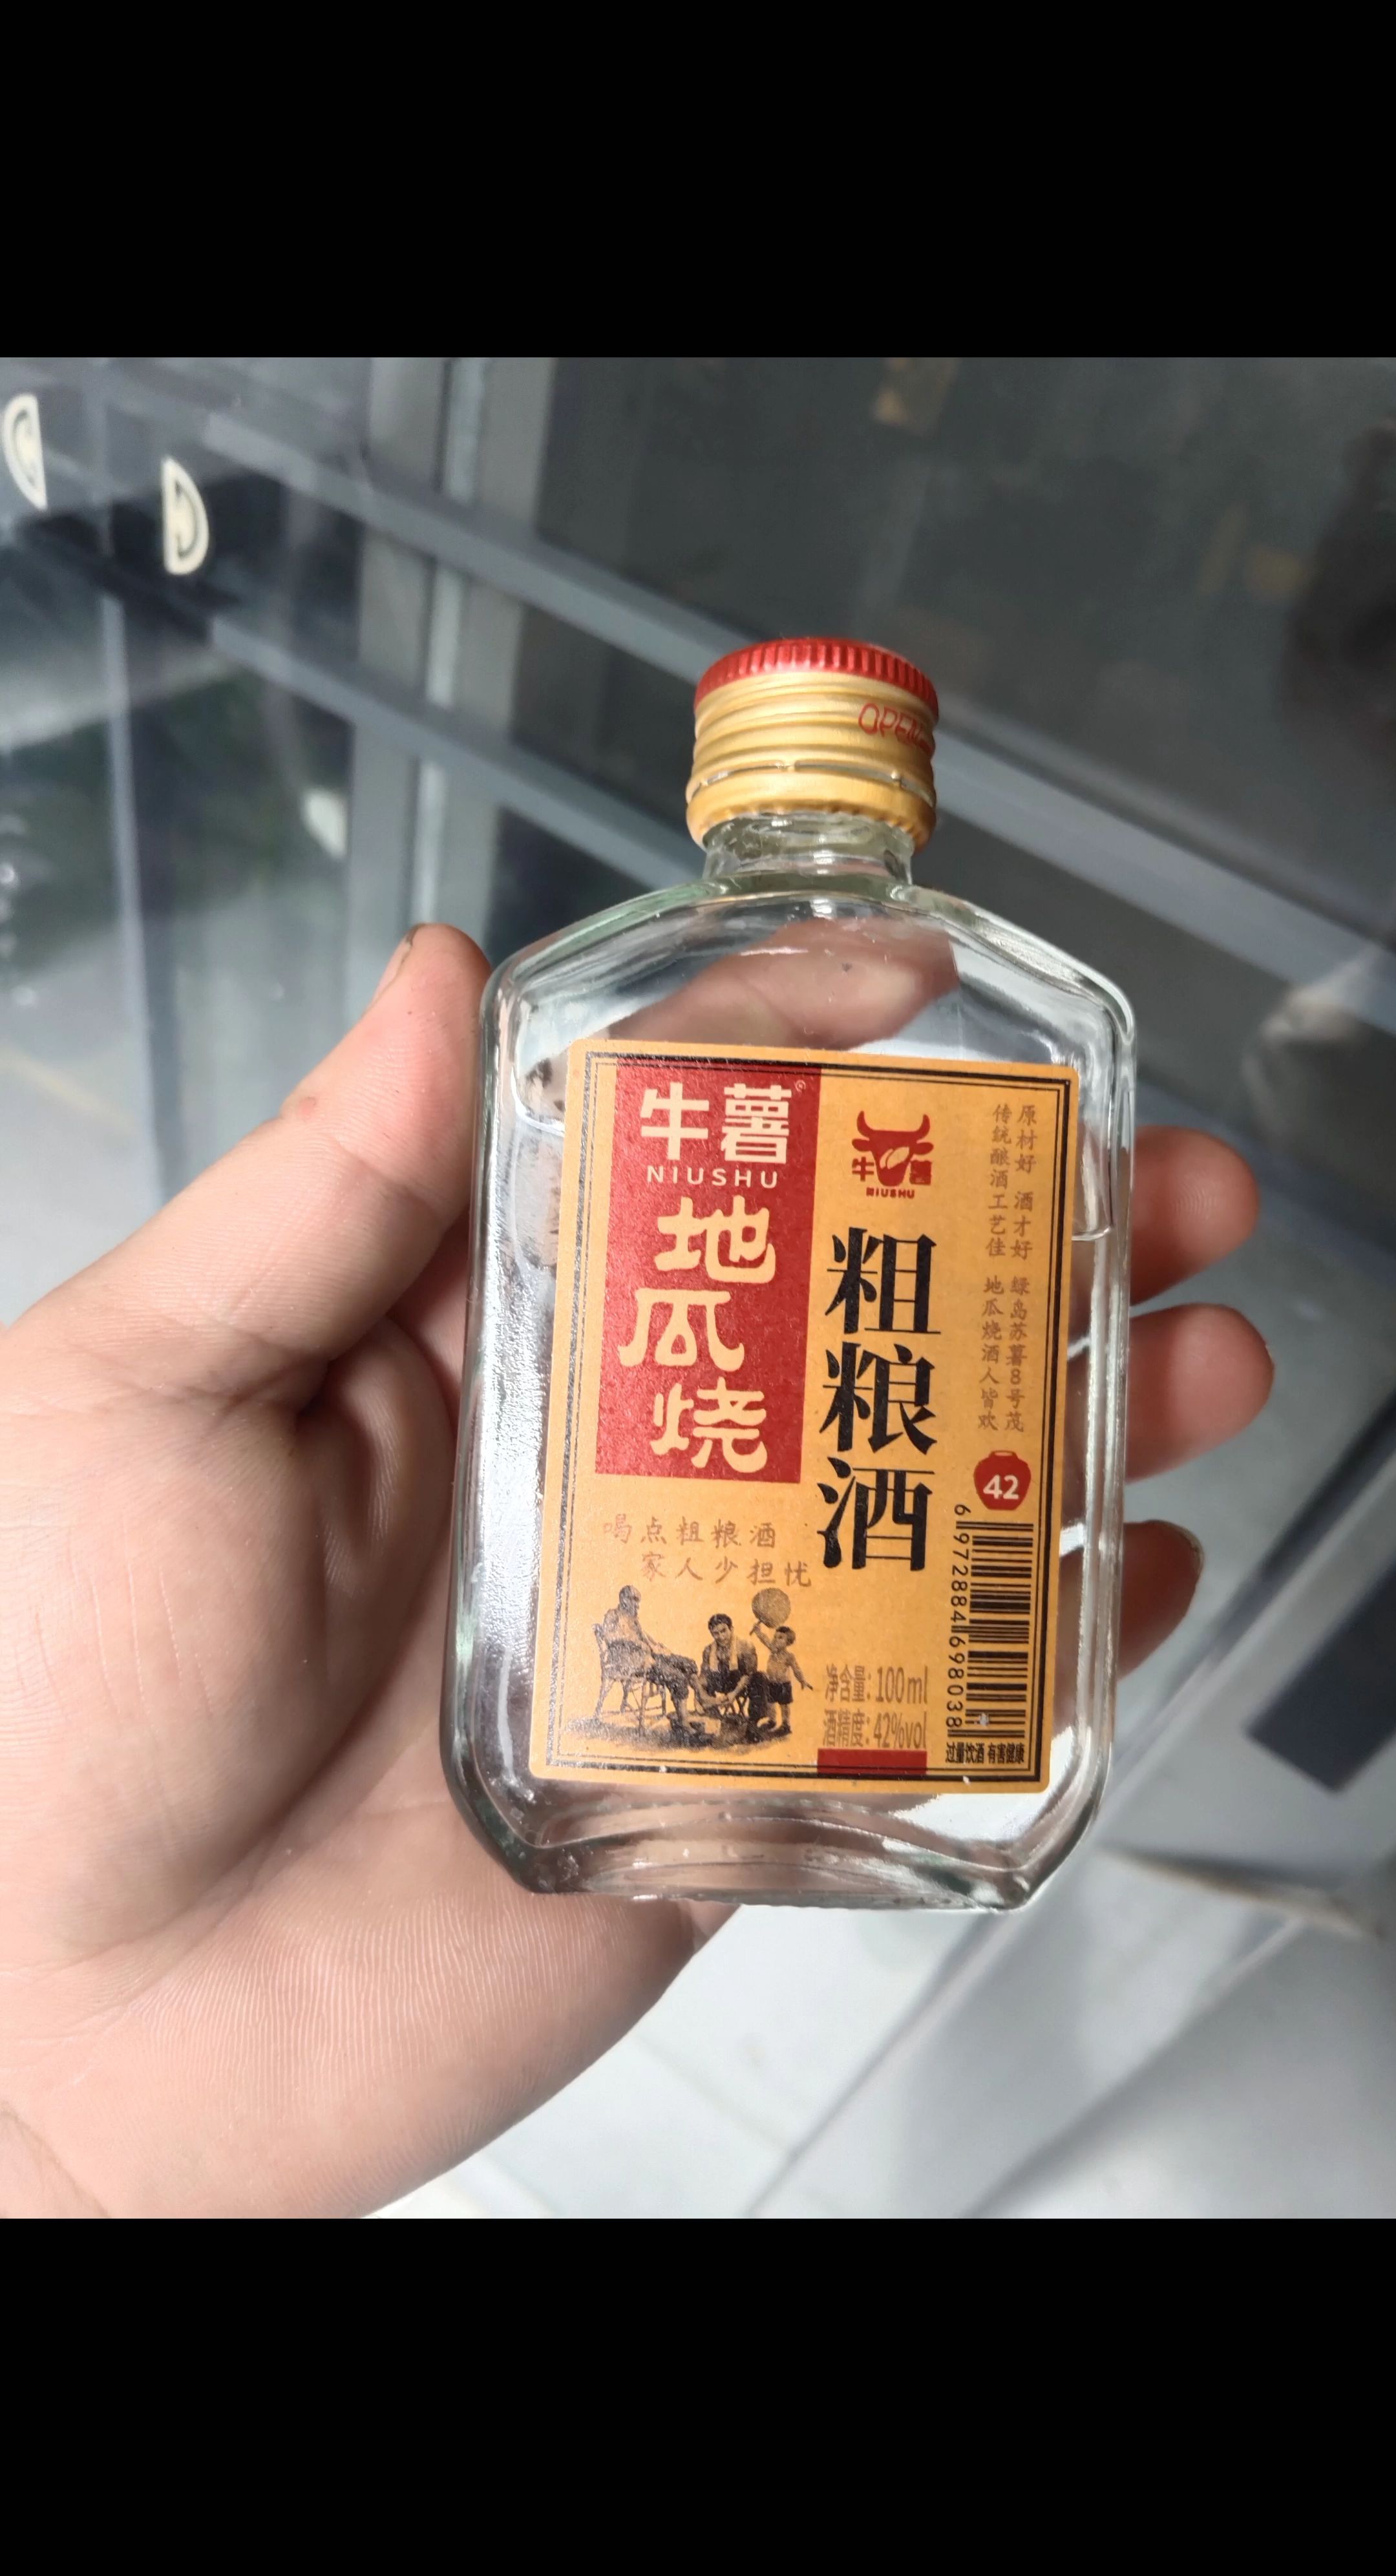 OPEN
牛薯
NIUSHU
地瓜烧
牛薯
NIUSHU
粗粮酒
原材好 酒才好 绿岛苏薯8号茂
传统酿酒工艺佳 地瓜烧酒人皆欢
42
喝点粗粮酒
家人少担忧
净含量:100ml
酒精度:42%vol
6972884698038
过量饮酒 有害健康